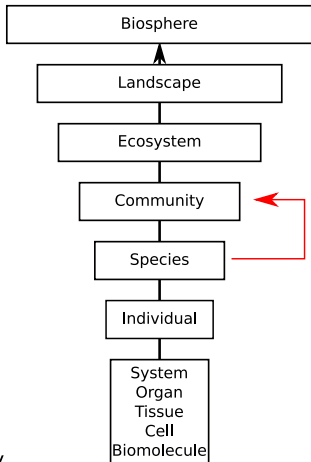 Biosphere
Landscape
Ecosystem
Community
Species
Individual
System
Organ
Tissue
Cell
Biomolecule